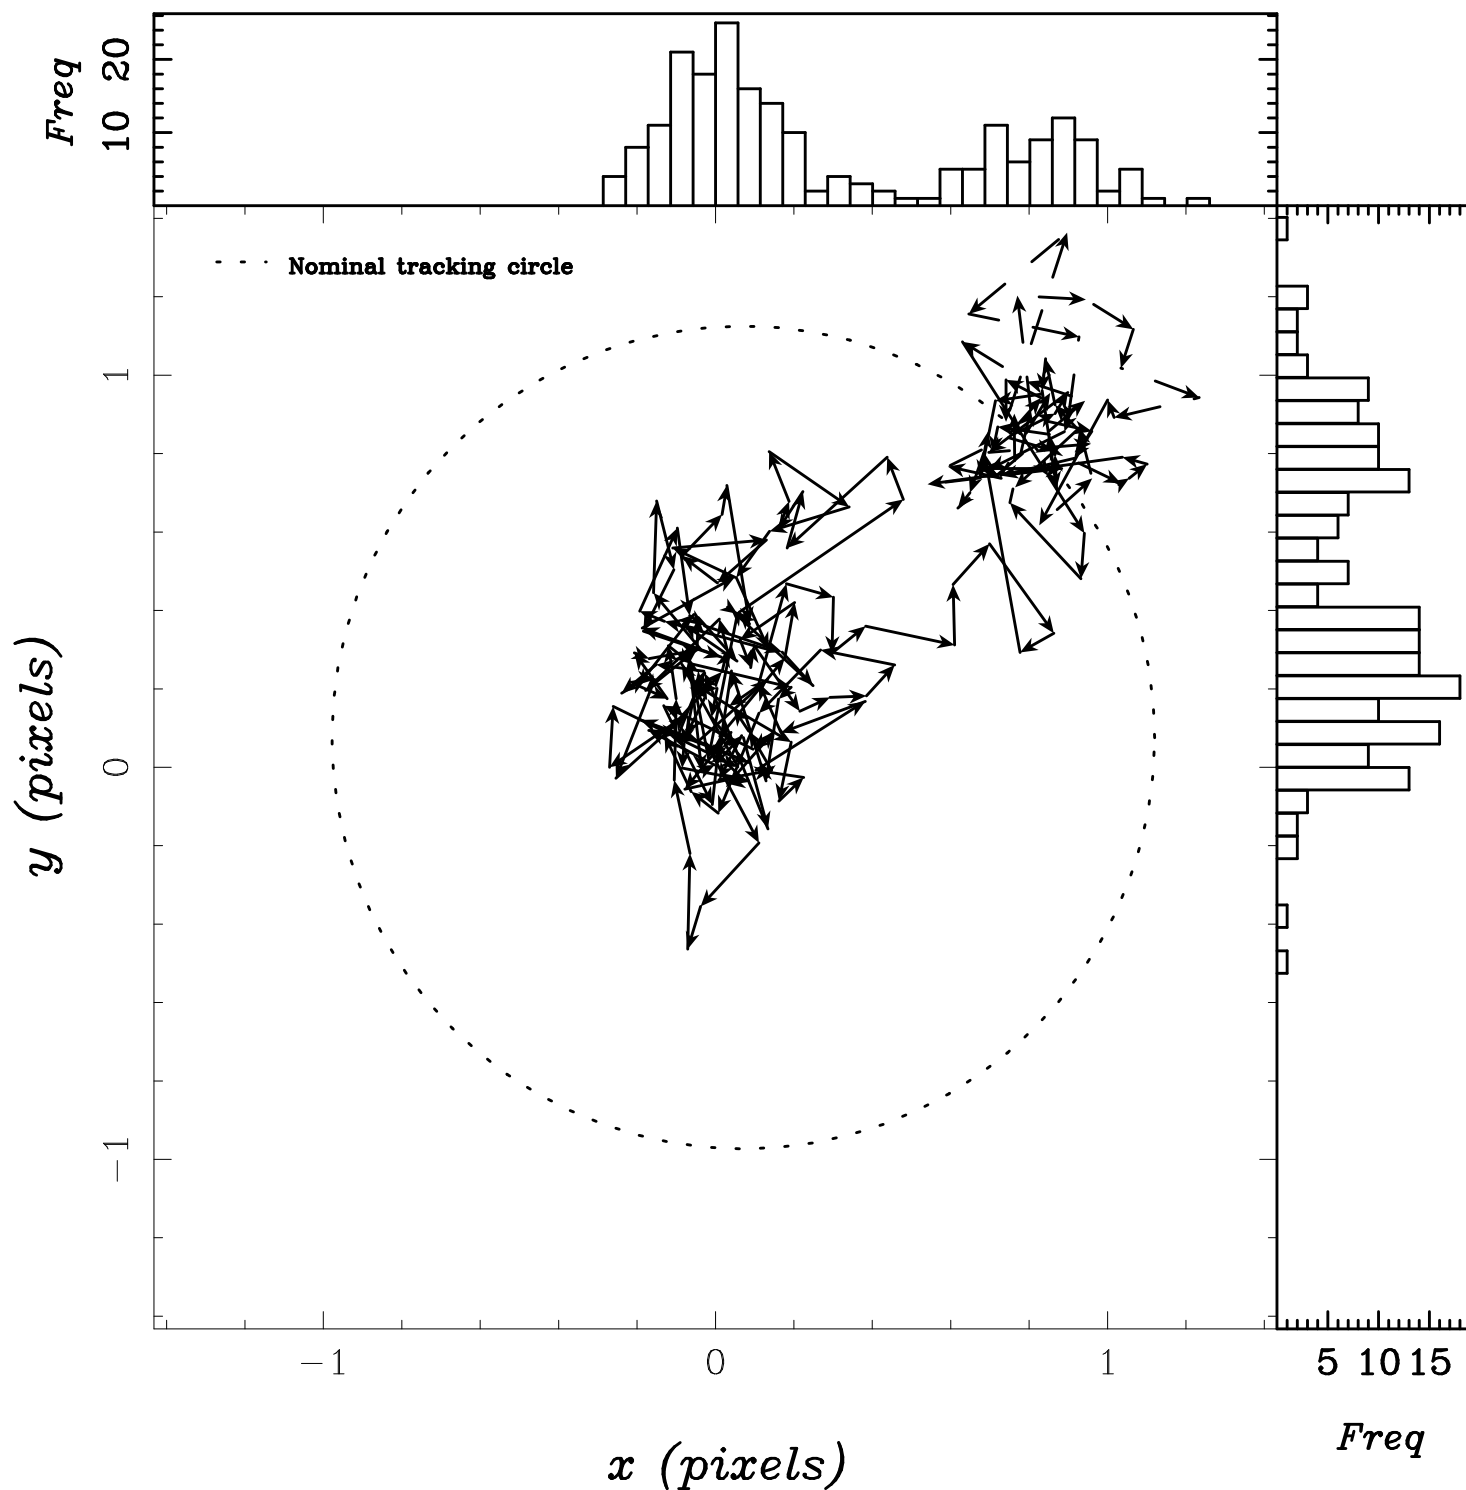 Freq
10 20
Nominal tracking circle
y (pixels)
1
0
−1
−1 0 1
5 10 15
x (pixels)
Freq